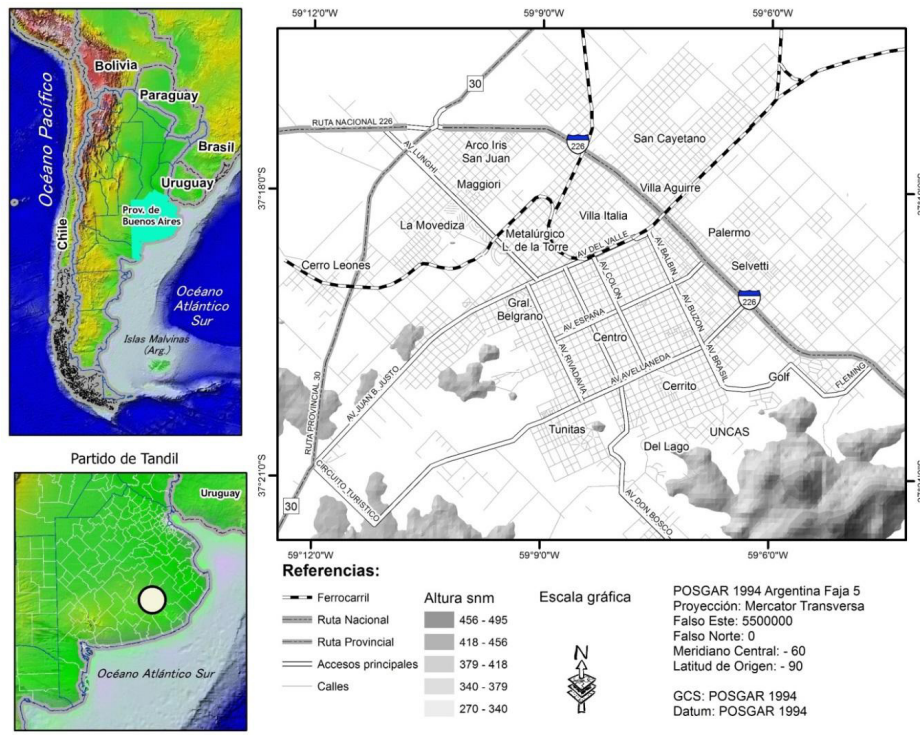 Océano Pacífico
Bolivia
Paraguay
Brasil
Uruguay
Prov. de
Buenos Aires
Chile
Océano
Atlántico
Sur
Islas Malvinas
(Arg.)
Partido de Tandil
Uruguay
Océano Atlántico Sur
59°12'0"W
59°9'0"W
59°6'0"W
37°18'0"S
37°21'0"S
30
RUTA NACIONAL 226
AV. LUNGHI
Arco Iris
San Juan
226
San Cayetano
Maggiori
Villa Aguirre
La Movediza
Villa Italia
Metalúrgico
L. de la Torre
AV. DEL VALLE
AV. BALBIN
Palermo
Cerro Leones
Selvetti
AV. COLON
226
Gral.
Belgrano
AV. ESPAÑA
AV. BUZON
Centro
AV. RIVADAVIA
AV. AVELLANEDA
AV. BRASIL
AV. JUAN B. JUSTO
RUTA PROVINCIAL 30
Cerrito
Golf
FLEMING
Tunitas
UNCAS
Del Lago
CIRCUITO TURISTICO
AV. DON BOSCO
30
59°12'0"W
59°9'0"W
59°6'0"W
Referencias:
Ferrocarril
Ruta Nacional
Ruta Provincial
Accesos principales
Calles
Altura snm
456 - 495
418 - 456
379 - 418
340 - 379
270 - 340
Escala gráfica
N
POSGAR 1994 Argentina Faja 5
Proyección: Mercator Transversa
Falso Este: 5500000
Falso Norte: 0
Meridiano Central: - 60
Latitud de Origen: - 90
GCS: POSGAR 1994
Datum: POSGAR 1994